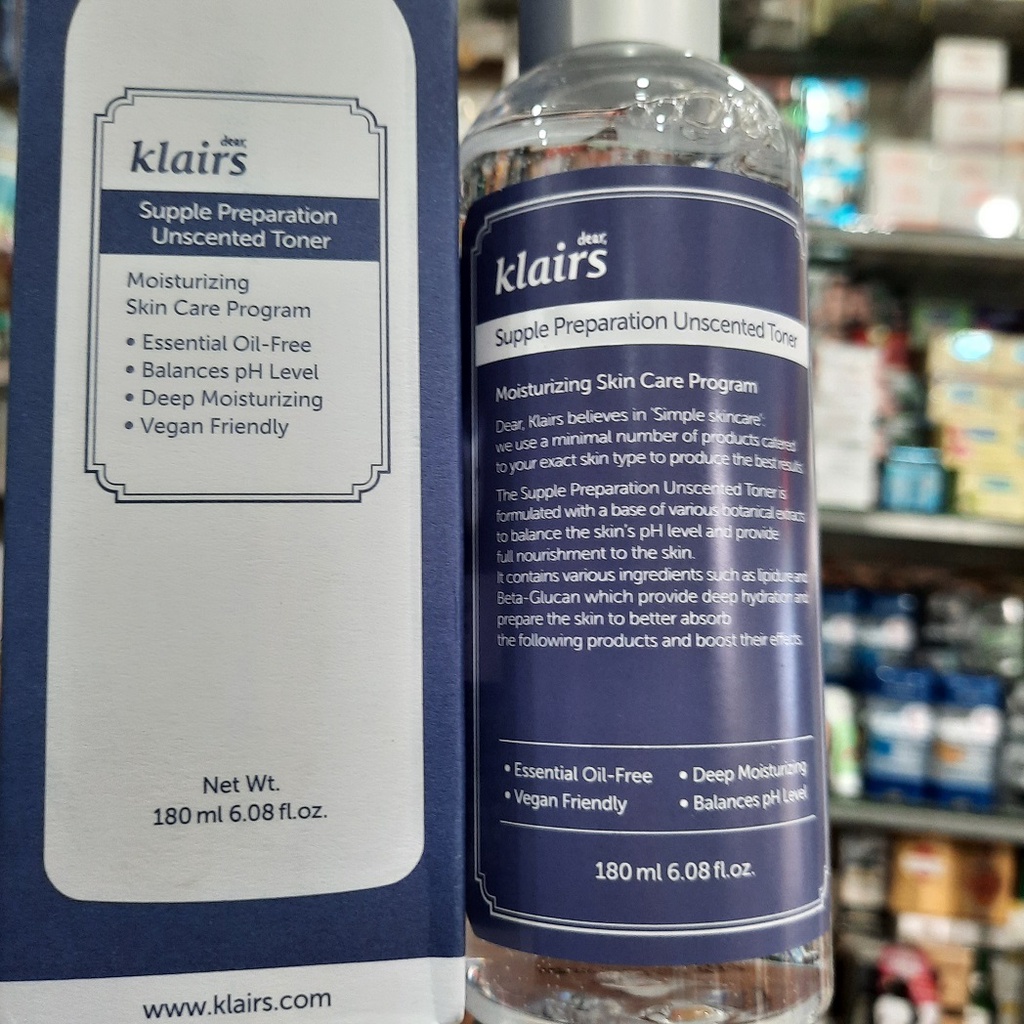 dear,
klairs
Supple Preparation
Unscented Toner
Moisturizing
Skin Care Program
• Essential Oil-Free
• Balances pH Level
• Deep Moisturizing
• Vegan Friendly
Net Wt.
180 ml 6.08 fl.oz.
www.klairs.com
dear,
klairs
Supple Preparation Unscented Toner
Moisturizing Skin Care Program
Dear, Klairs believes in 'Simple skincare':
we use a minimal number of products catered
to your exact skin type to produce the best results.
The Supple Preparation Unscented Toner is
formulated with a base of various botanical extracts
to balance the skin's pH level and provide
full nourishment to the skin.
It contains various ingredients such as lipidure and
Beta-Glucan which provide deep hydration and
prepare the skin to better absorb
the following products and boost their effects.
• Essential Oil-Free • Deep Moisturizing
• Vegan Friendly • Balances pH Level
180 ml 6.08 fl.oz.